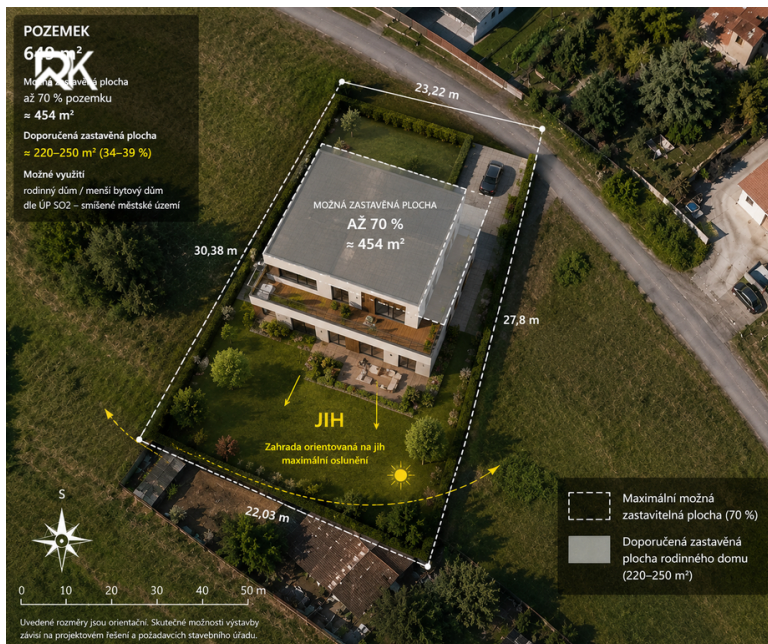 POZEMEK
m²
RK
Možná zastavěná plocha
až 70 % pozemku
≈ 454 m²
Doporučená zastavěná plocha
≈ 220–250 m² (34–39 %)
Možné využití
rodinný dům / menší bytový dům
dle ÚP SO2 – smíšené městské území
23,22 m
MOŽNÁ ZASTAVĚNÁ PLOCHA
AŽ 70 %
≈ 454 m²
30,38 m
27,8 m
JIH
Zahrada orientovaná na jih
maximální oslunění
22,03 m
S
0 10 20 30 40 50 m
Uvedené rozměry jsou orientační. Skutečné možnosti výstavby
závisí na projektovém řešení a požadavcích stavebního úřadu.
Maximální možná
zastavitelná plocha (70 %)
Doporučená zastavěná
plocha rodinného domu
(220–250 m²)